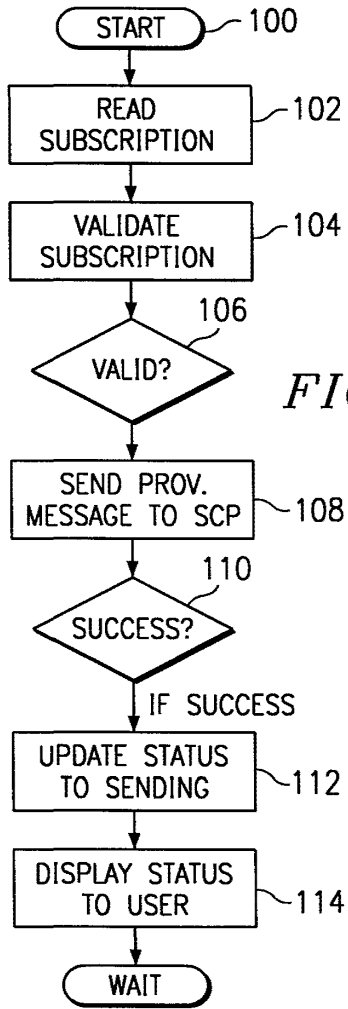 START
100
READ
SUBSCRIPTION
102
VALIDATE
SUBSCRIPTION
104
106
VALID?
FIG
SEND PROV.
MESSAGE TO SCP
108
110
SUCCESS?
IF SUCCESS
UPDATE STATUS
TO SENDING
112
DISPLAY STATUS
TO USER
114
WAIT